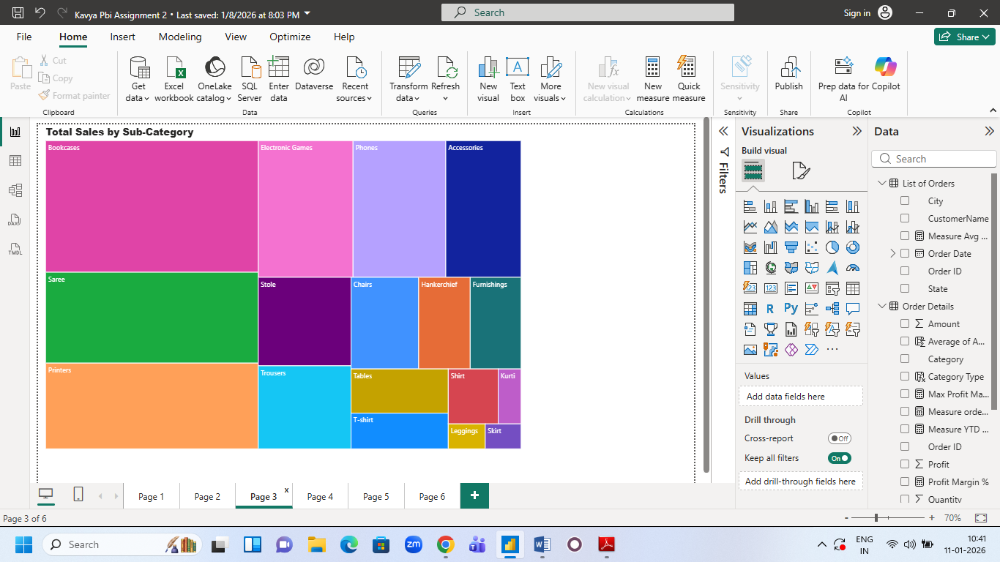 Kavya Pbi Assignment 2 • Last saved: 1/8/2026 at 8:03 PM
Search
Sign in
File Home Insert Modeling View Optimize Help
Share
Paste
Cut
Copy
Format painter
Clipboard
Get data
Excel workbook
OneLake catalog
SQL Server
Enter data
Dataverse
Recent sources
Data
Transform data
Refresh
Queries
New visual
Text box
More visuals
Insert
New visual calculation
New measure
Quick measure
Calculations
Sensitivity
Sensitivity
Publish
Share
Prep data for AI
Copilot
Copilot
Total Sales by Sub-Category
Bookcases
Electronic Games
Phones
Accessories
Saree
Stole
Chairs
Hankerchief
Furnishings
Printers
Trousers
Tables
Shirt
Kurti
T-shirt
Leggings
Skirt
DAX
TMDL
Filters
Visualizations
Build visual
123
123
R
Py
Values
Add data fields here
Drill through
Cross-report
Off
Keep all filters
On
Add drill-through fields here
Data
Search
List of Orders
City
CustomerName
Measure Avg ...
Order Date
Order ID
State
Order Details
Amount
Average of A...
Category
Category Type
Max Profit Ma...
Measure orde...
Measure YTD ...
Order ID
Profit
Profit Margin %
Quantity
Page 1
Page 2
Page 3
x
Page 4
Page 5
Page 6
+
Page 3 of 6
- + 70%
Search
zm
ENG
IN
10:41
11-01-2026